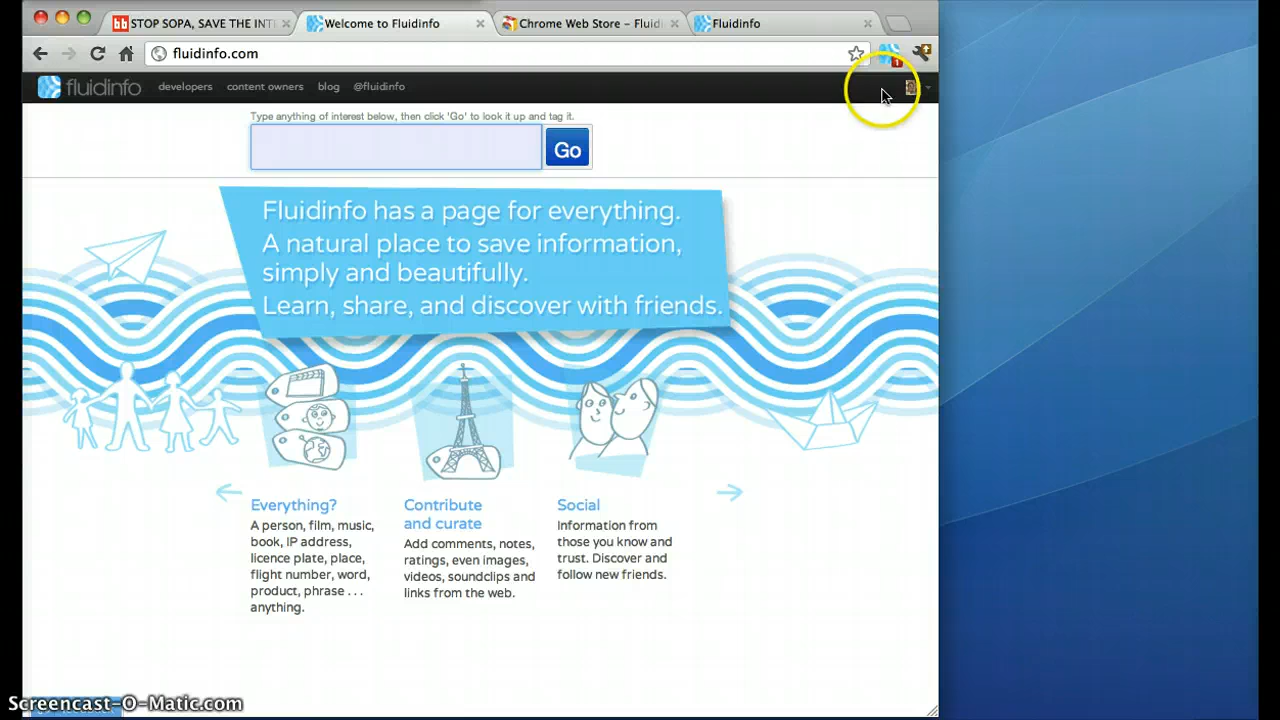 STOP SOPA, SAVE THE INT
Welcome to Fluidinfo
Chrome Web Store – Fluidi
Fluidinfo
fluidinfo.com
1
fluidinfo
developers
content owners
blog
@fluidinfo
Type anything of interest below, then click 'Go' to look it up and tag it.
Go
Fluidinfo has a page for everything.
A natural place to save information,
simply and beautifully.
Learn, share, and discover with friends.
Everything?
A person, film, music,
book, IP address,
licence plate, place,
flight number, word,
product, phrase . . .
anything.
Contribute
and curate
Add comments, notes,
ratings, even images,
videos, soundclips and
links from the web.
Social
Information from
those you know and
trust. Discover and
follow new friends.
Screencast-O-Matic.com